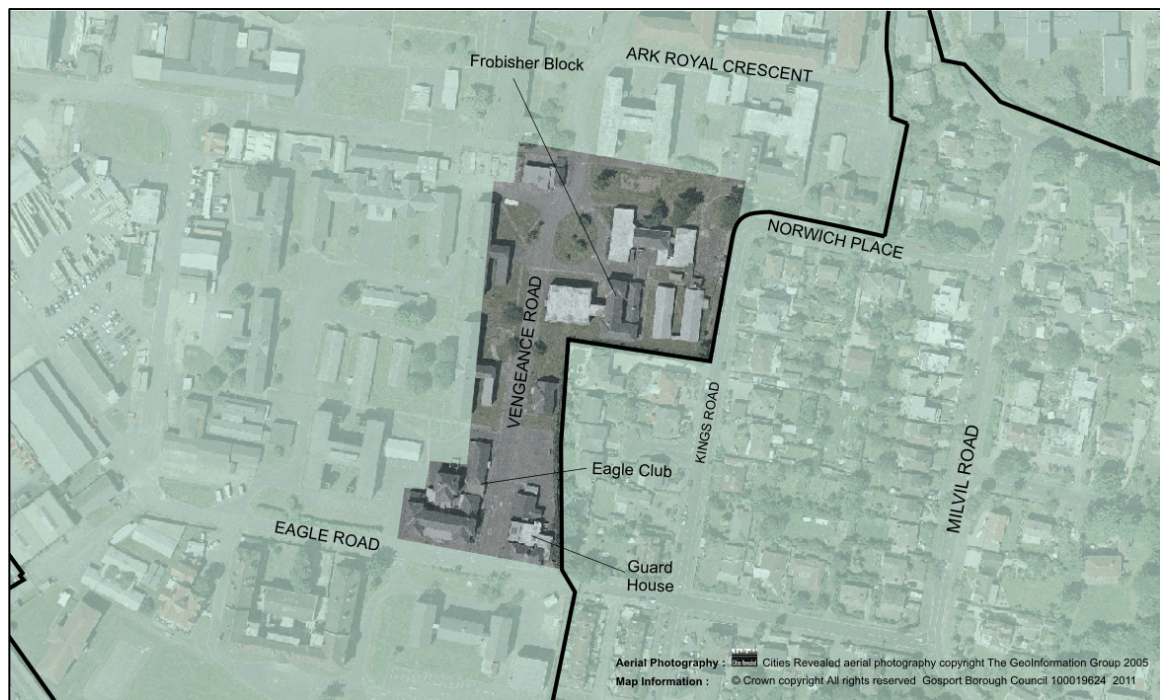 Frobisher Block
ARK ROYAL CRESCENT
NORWICH PLACE
VENGEANCE ROAD
KINGS ROAD
MILVIL ROAD
Eagle Club
EAGLE ROAD
Guard
House
Aerial Photography : Cities Revealed aerial photography copyright The GeoInformation Group 2005
Map Information : © Crown copyright All rights reserved Gosport Borough Council 100019624 2011